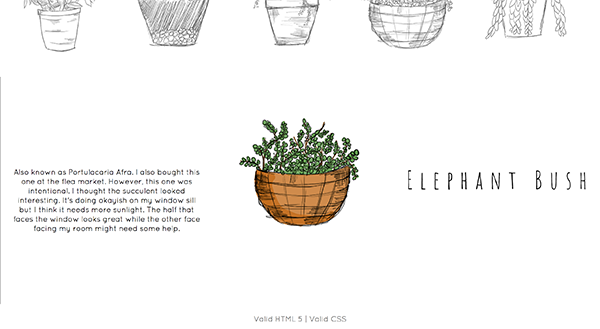 Also known as Portulacaria Afra. I also bought this
one at the flea market. However, this one was
intentional. I thought the succulent looked
interesting. It's doing okayish on my window sill
but I think it needs more sunlight. The half that
faces the window looks great while the other face
facing my room might need some help.
Elephant Bush
Valid HTML 5 | Valid CSS